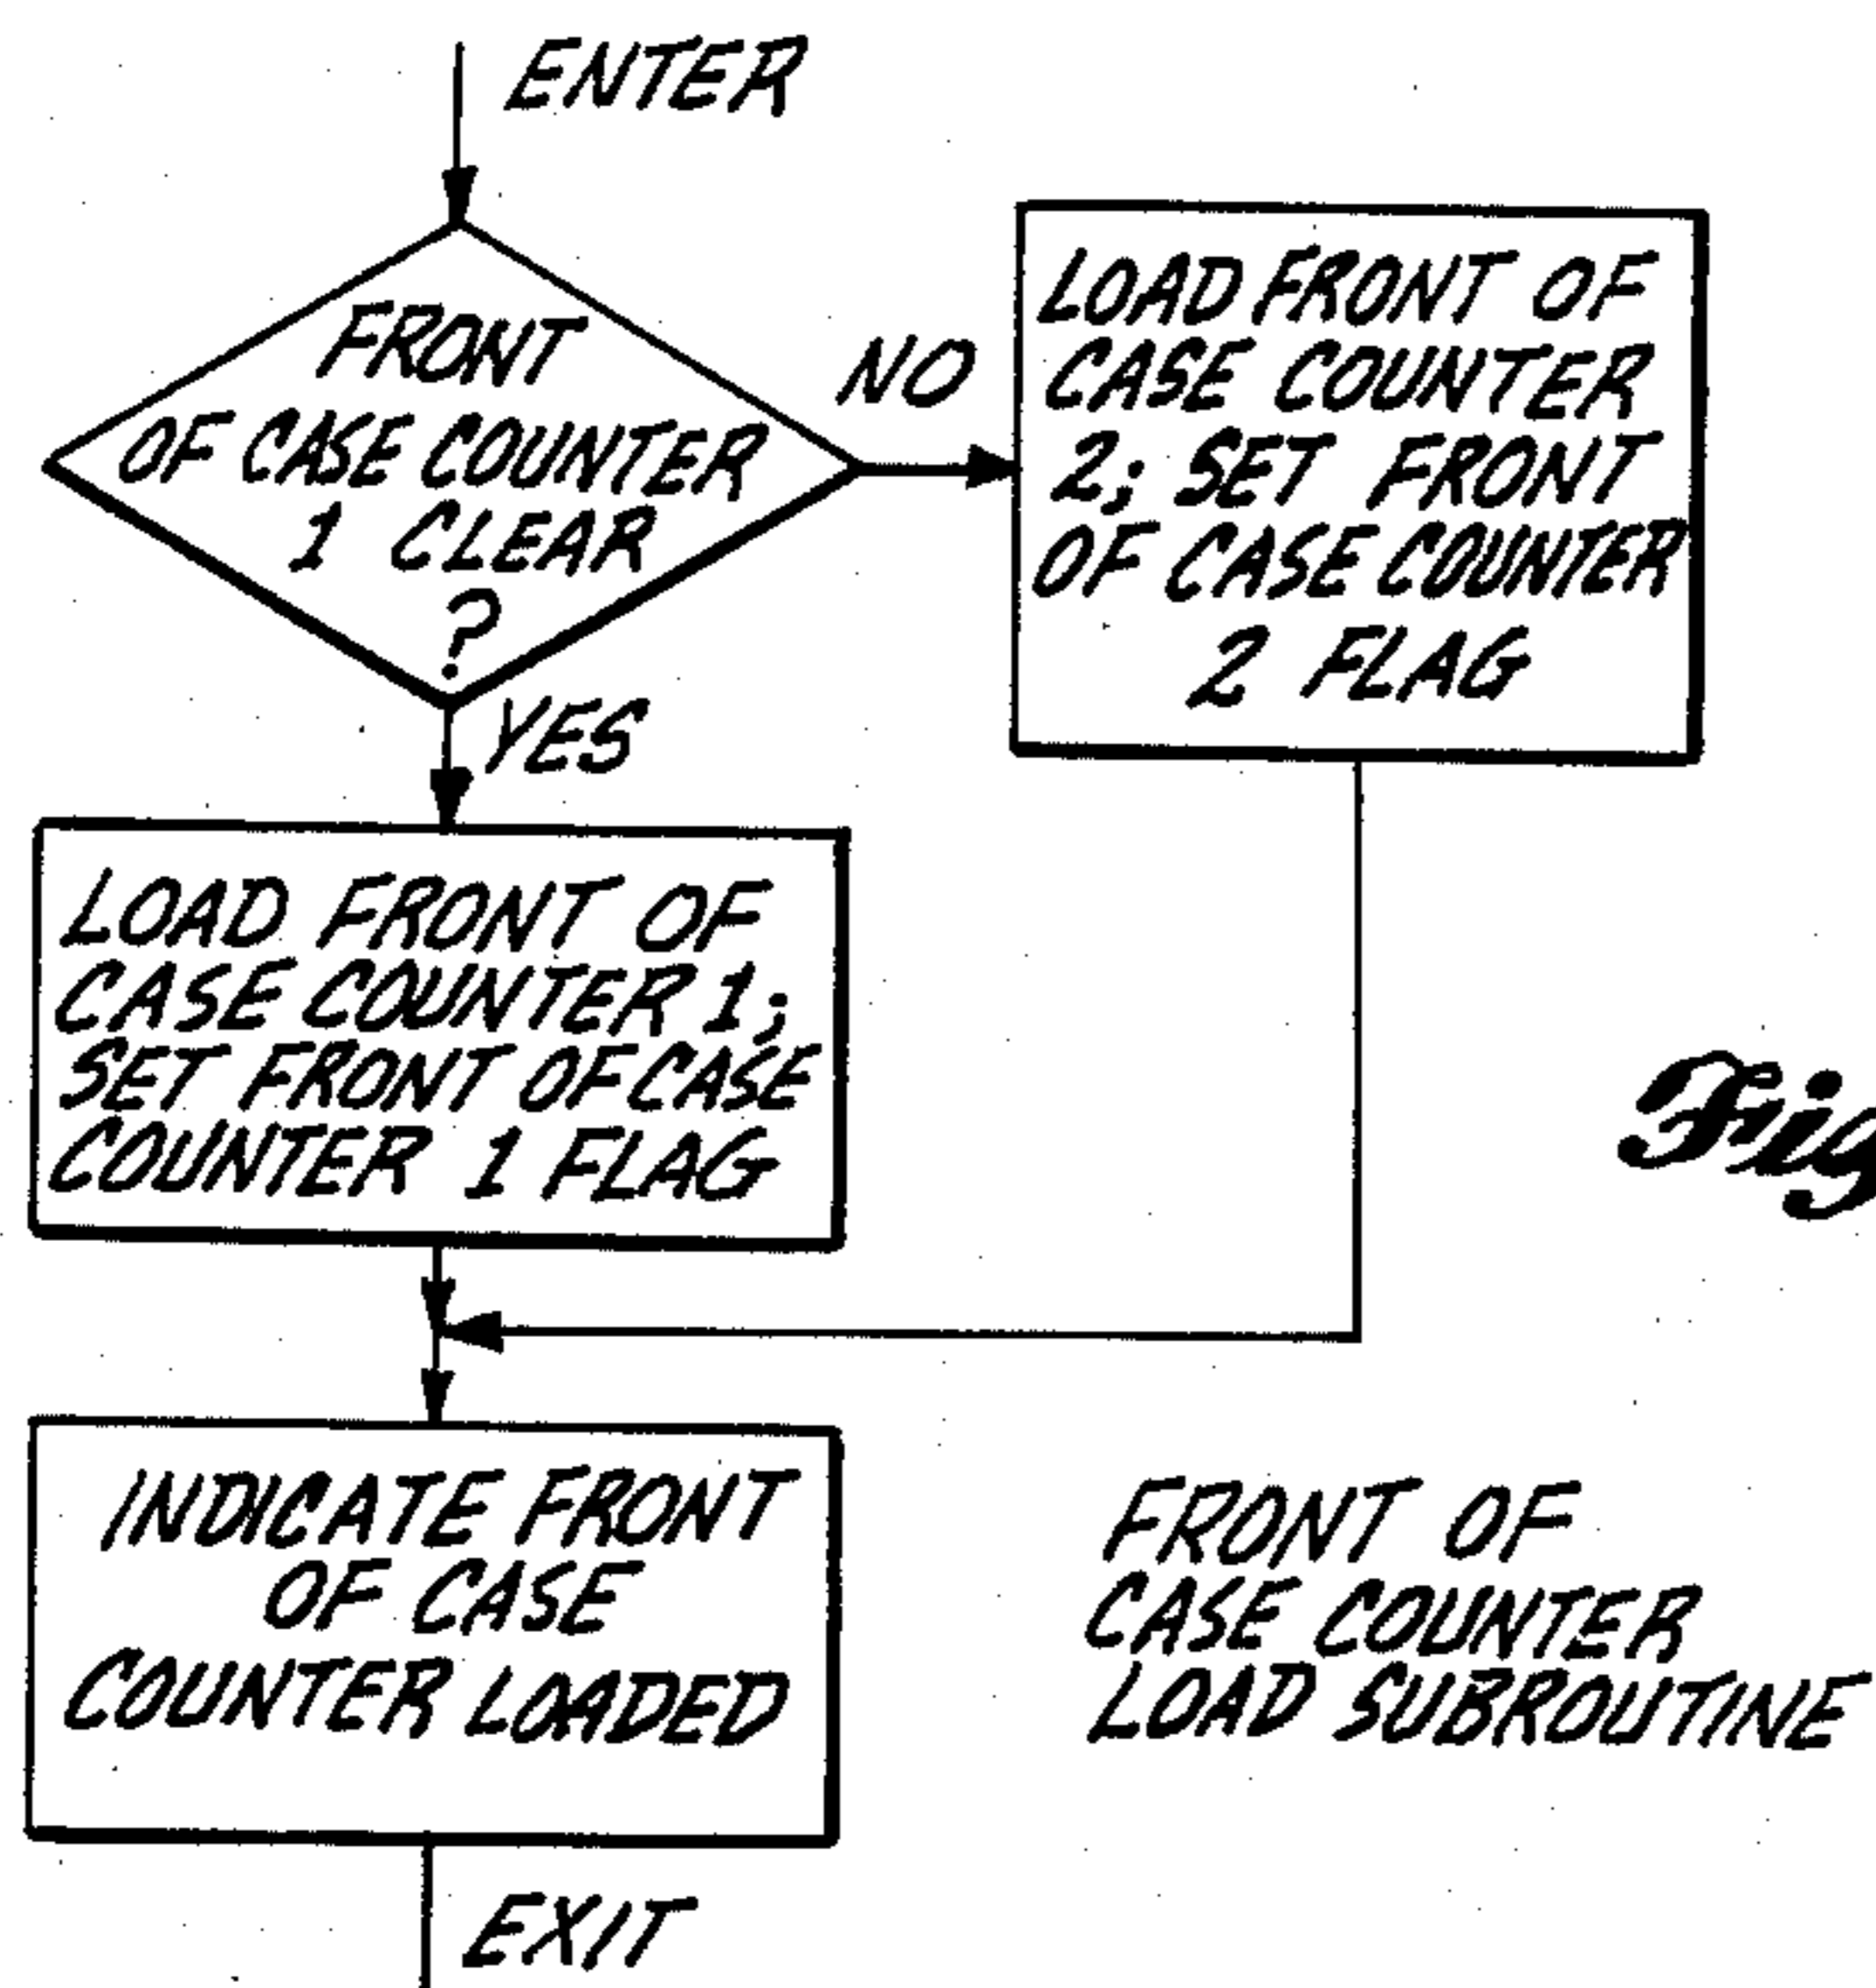 ENTER
FRONT
OF CASE COUNTER
1 CLEAR
?
NO
LOAD FRONT OF
CASE COUNTER
2; SET FRONT
OF CASE COUNTER
2 FLAG
YES
LOAD FRONT OF
CASE COUNTER 1;
SET FRONT OF CASE
COUNTER 1 FLAG
Fig
INDICATE FRONT
OF CASE
COUNTER LOADED
FRONT OF
CASE COUNTER
LOAD SUBROUTINE
EXIT